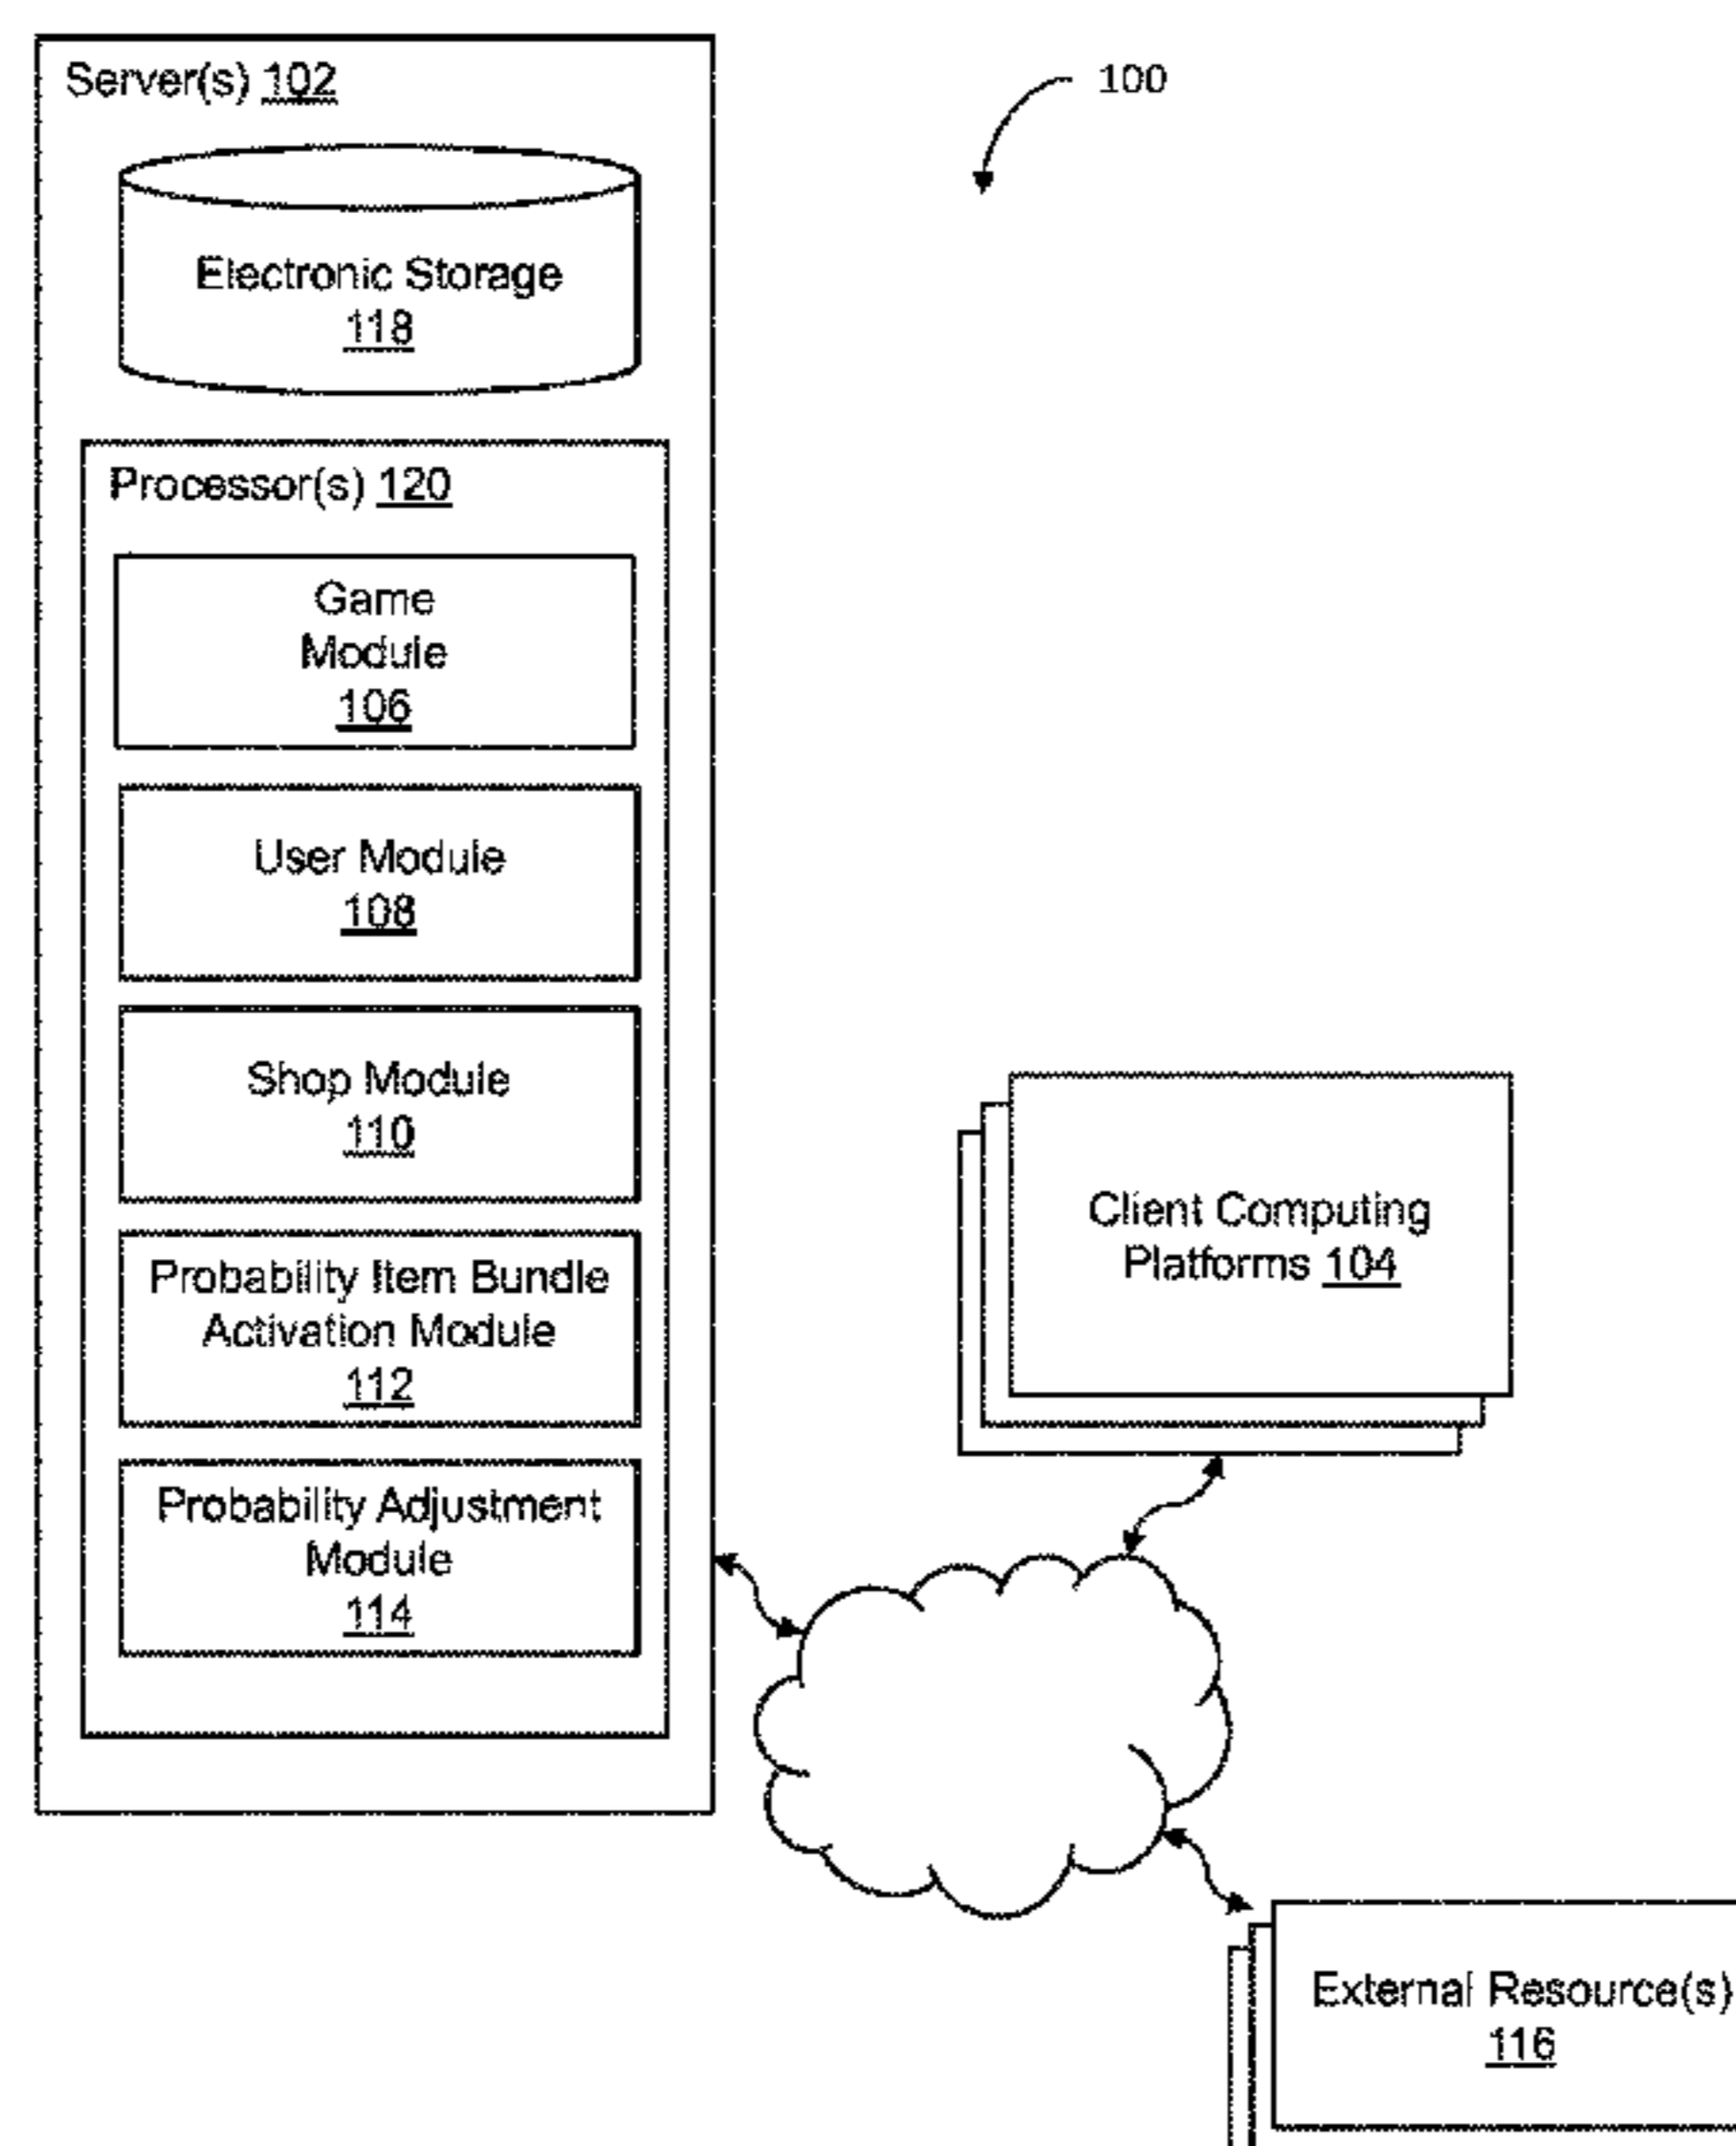 Server(s) 102
100
Electronic Storage
118
Processor(s) 120
Game
Module
106
User Module
108
Shop Module
110
Probability Item Bundle
Activation Module
112
Probability Adjustment
Module
114
Client Computing
Platforms 104
External Resource(s)
116